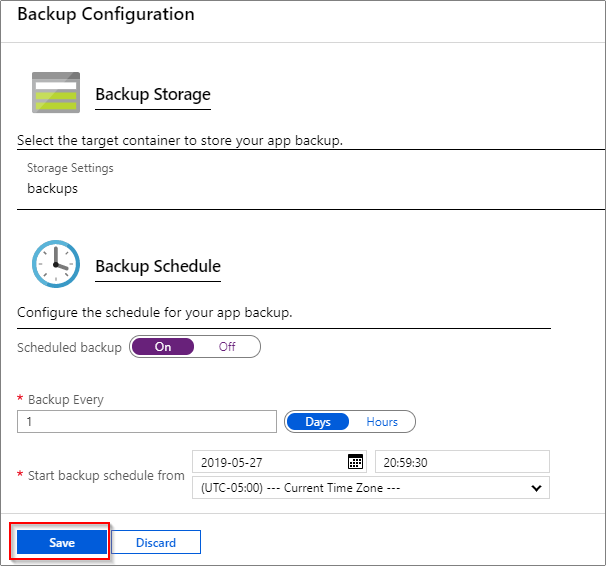 Backup Configuration
Backup Storage
Select the target container to store your app backup.
Storage Settings
backups
Backup Schedule
Configure the schedule for your app backup.
Scheduled backup On Off
* Backup Every
1 Days Hours
2019-05-27 20:59:30
* Start backup schedule from
(UTC-05:00) --- Current Time Zone ---
Save Discard